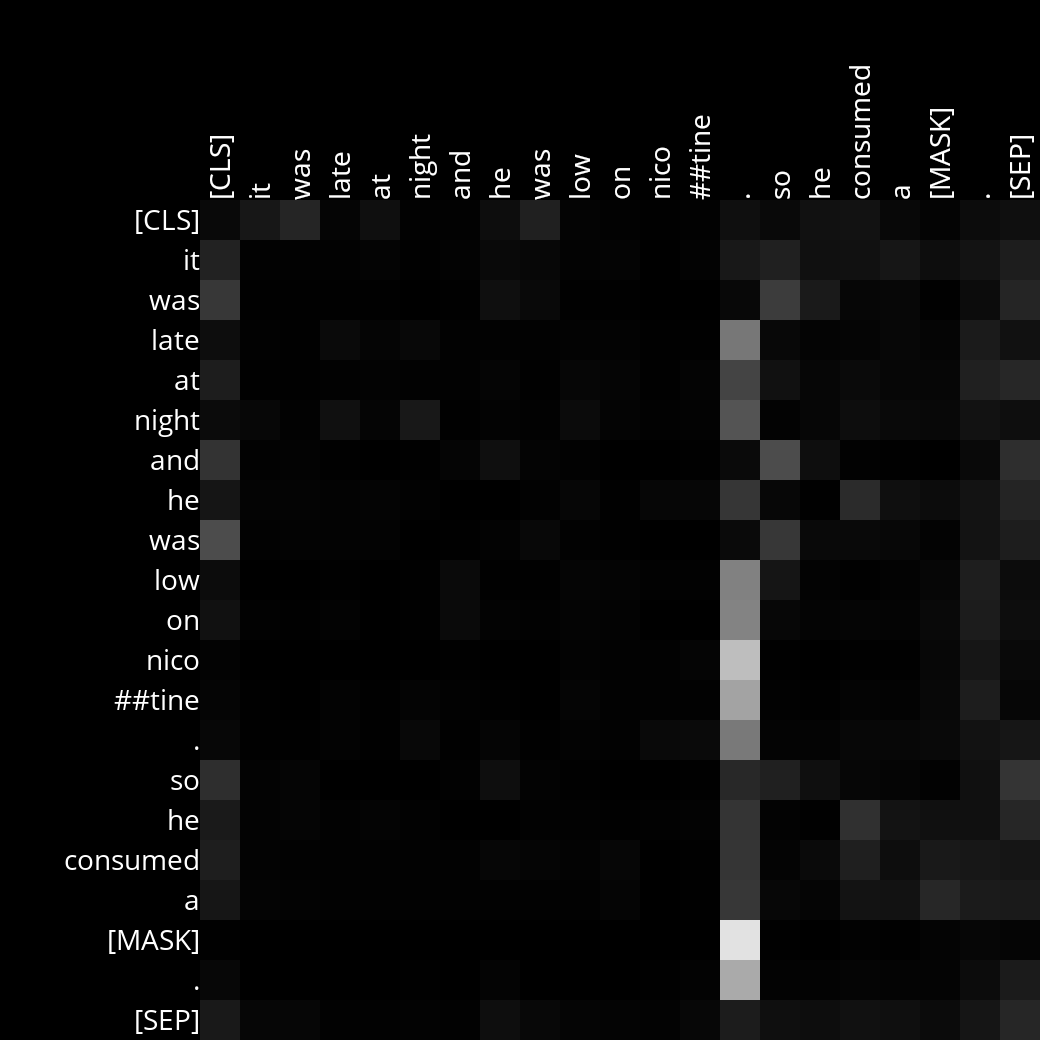 [CLS] it was late at night and he was low on nico ##tine . so he consumed a [MASK] . [SEP]
[CLS]
it
was
late
at
night
and
he
was
low
on
nico
##tine
.
so
he
consumed
a
[MASK]
.
[SEP]